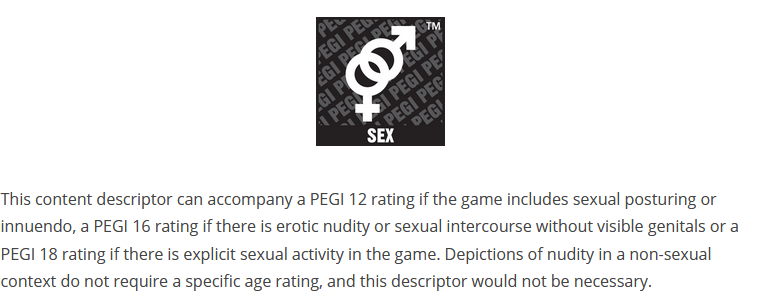 TM
SEX
This content descriptor can accompany a PEGI 12 rating if the game includes sexual posturing or
innuendo, a PEGI 16 rating if there is erotic nudity or sexual intercourse without visible genitals or a
PEGI 18 rating if there is explicit sexual activity in the game. Depictions of nudity in a non-sexual
context do not require a specific age rating, and this descriptor would not be necessary.